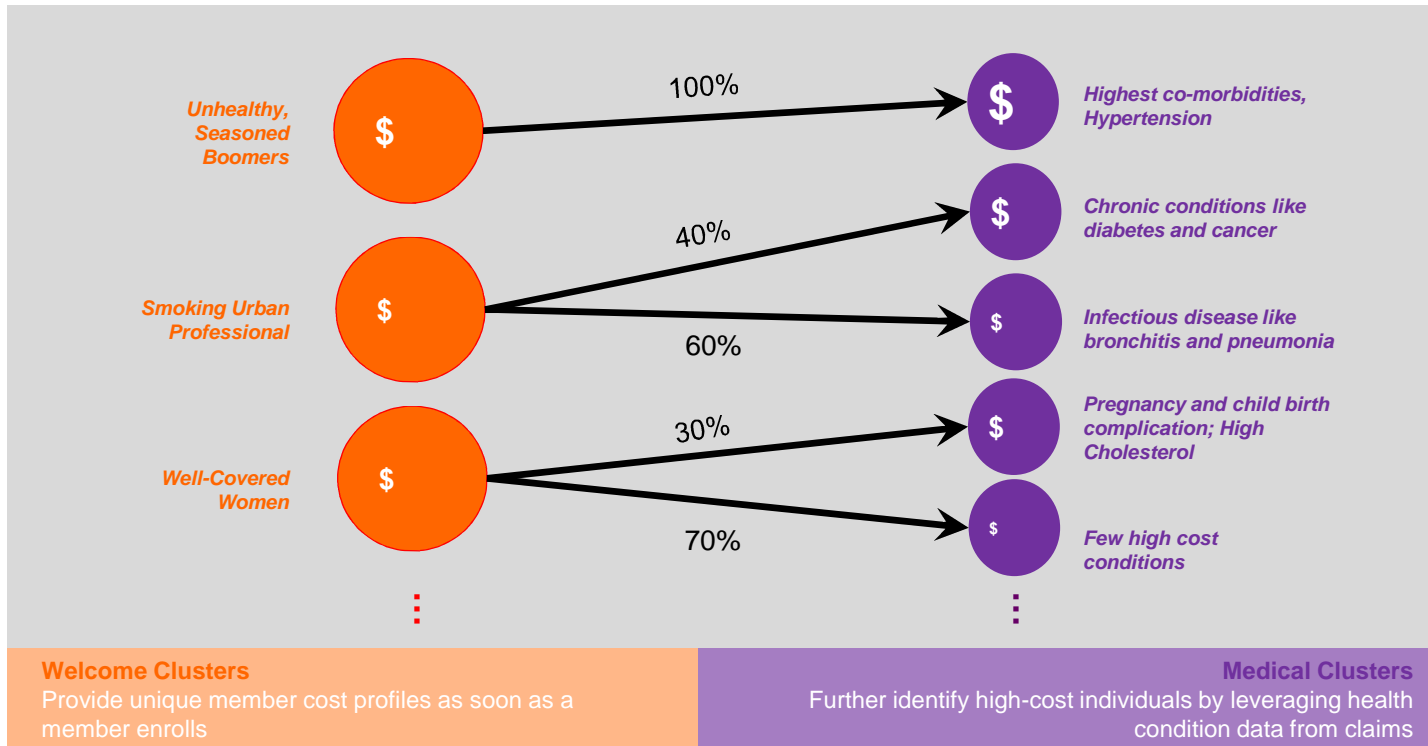 Unhealthy,
Seasoned
Boomers
$
100%
$
Highest co-morbidities,
Hypertension
Smoking Urban
Professional
$
40%
$
Chronic conditions like
diabetes and cancer
60%
$
Infectious disease like
bronchitis and pneumonia
Well-Covered
Women
$
30%
$
Pregnancy and child birth
complication; High
Cholesterol
70%
$
Few high cost
conditions
Welcome Clusters
Provide unique member cost profiles as soon as a
member enrolls
Medical Clusters
Further identify high-cost individuals by leveraging health
condition data from claims